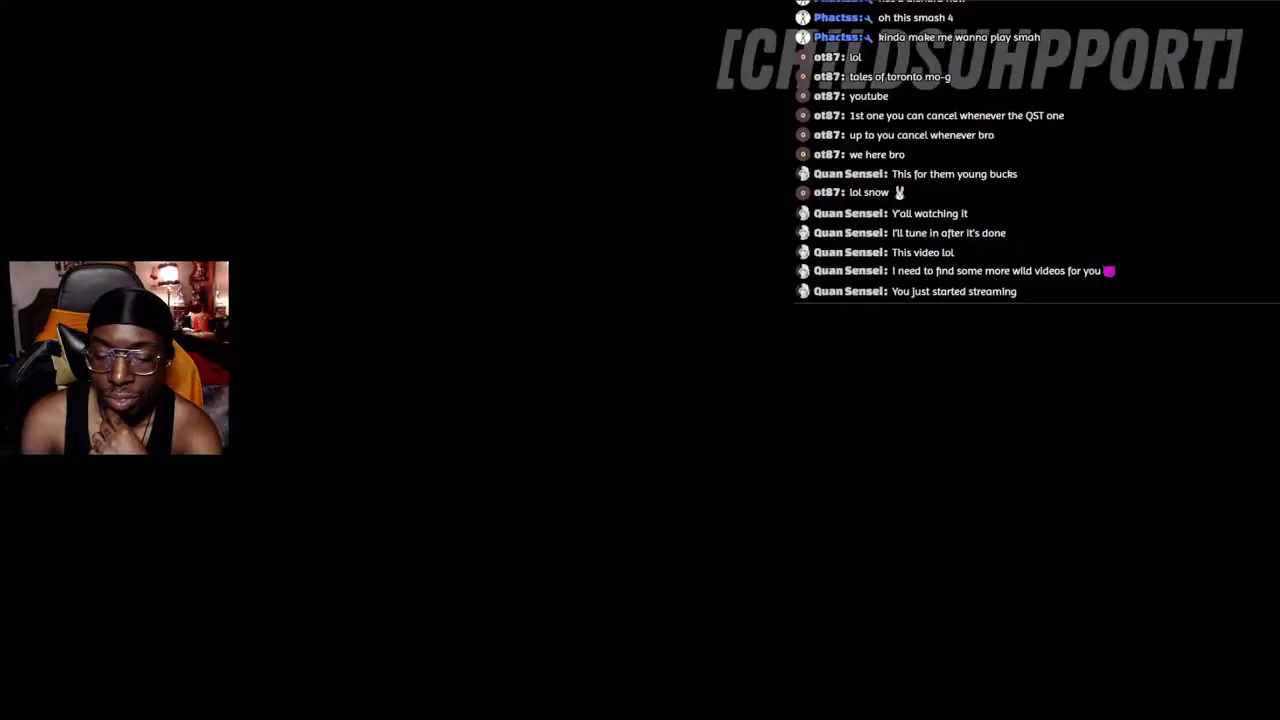 Phactss: oh this smash 4
Phactss: kinda make me wanna play smah
[CHILDSUHPPORT]
ot87: lol
ot87: tales of toronto mo-g
ot87: youtube
ot87: 1st one you can cancel whenever the QST one
ot87: up to you cancel whenever bro
ot87: we here bro
Quan Sensei: This for them young bucks
ot87: lol snow 🐰
Quan Sensei: Y'all watching it
Quan Sensei: I'll tune in after it's done
Quan Sensei: This video lol
Quan Sensei: I need to find some more wild videos for you 😈
Quan Sensei: You just started streaming